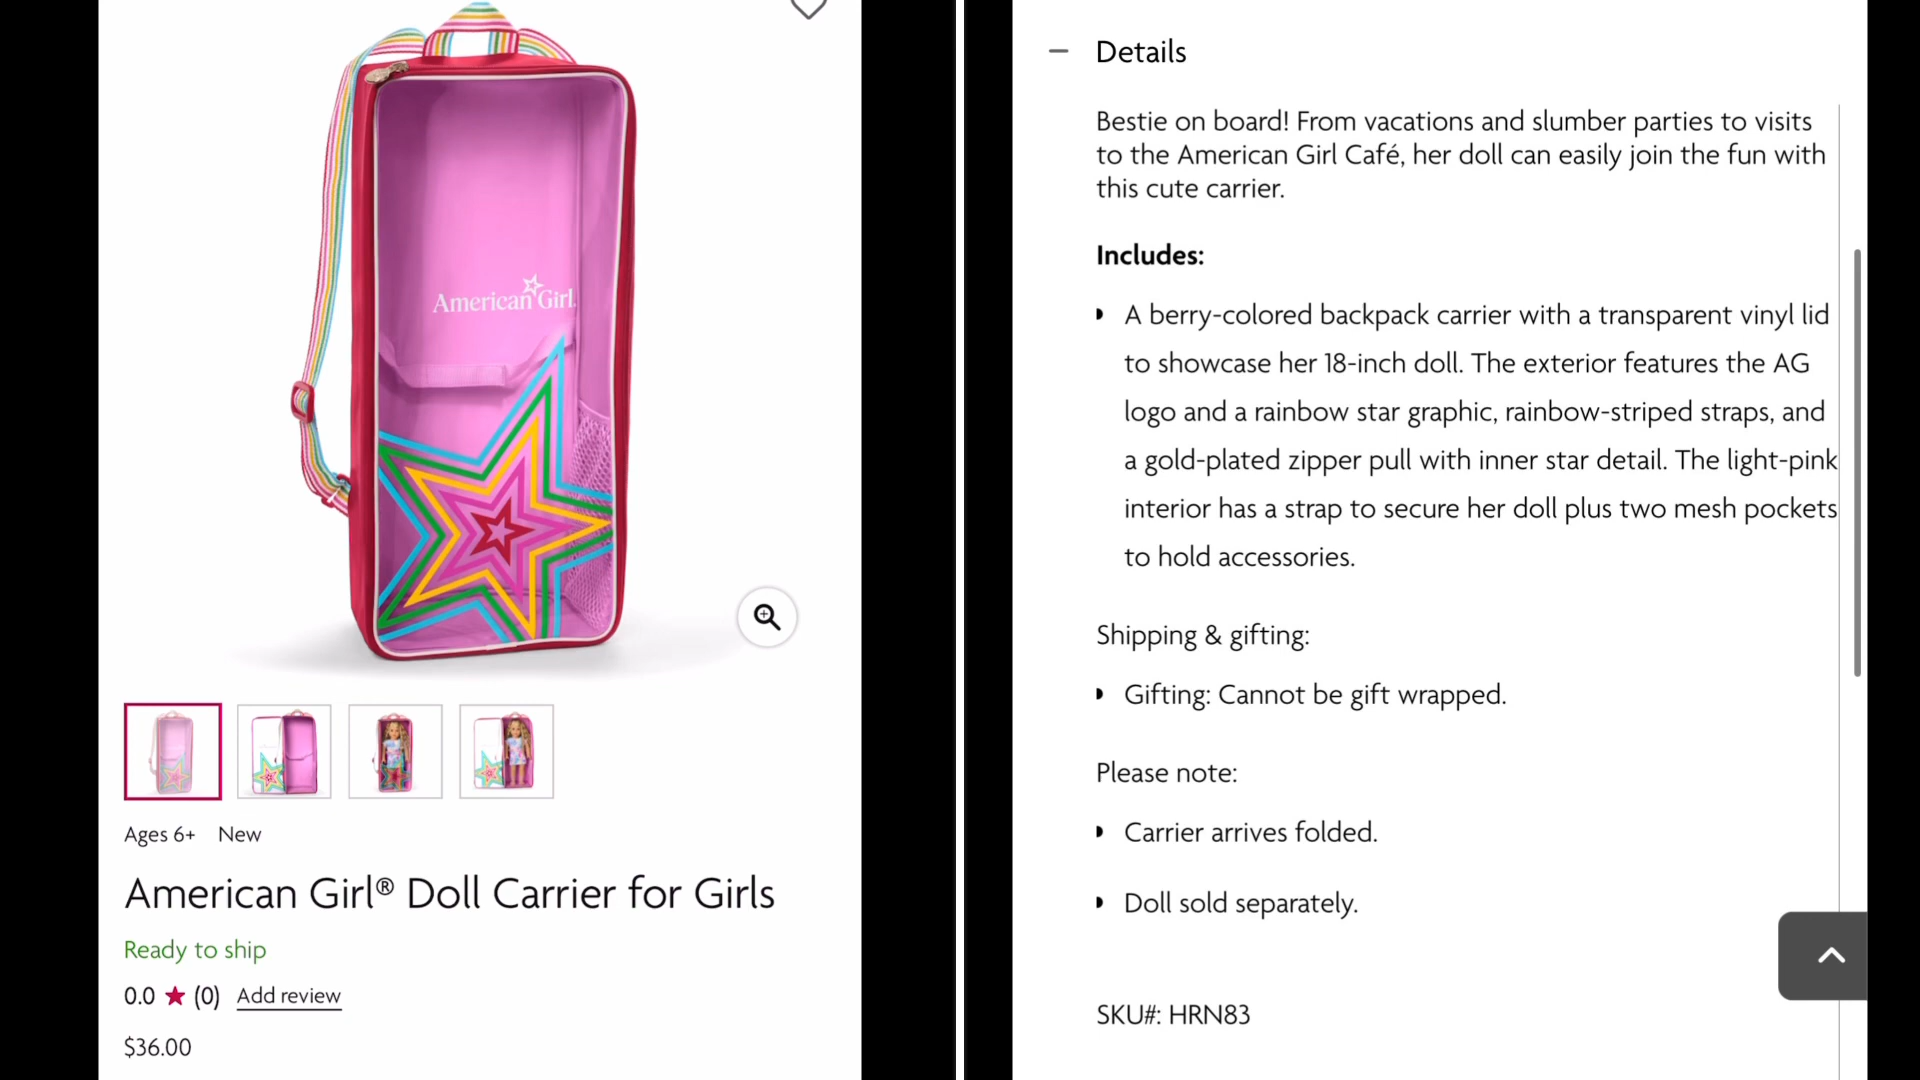 American Girl.
Ages 6+ New
American Girl® Doll Carrier for Girls
Ready to ship
0.0 ★ (0) Add review
$36.00
Details
Bestie on board! From vacations and slumber parties to visits
to the American Girl Café, her doll can easily join the fun with
this cute carrier.
Includes:
A berry-colored backpack carrier with a transparent vinyl lid
to showcase her 18-inch doll. The exterior features the AG
logo and a rainbow star graphic, rainbow-striped straps, and
a gold-plated zipper pull with inner star detail. The light-pink
interior has a strap to secure her doll plus two mesh pockets
to hold accessories.
Shipping & gifting:
Gifting: Cannot be gift wrapped.
Please note:
Carrier arrives folded.
Doll sold separately.
SKU#: HRN83